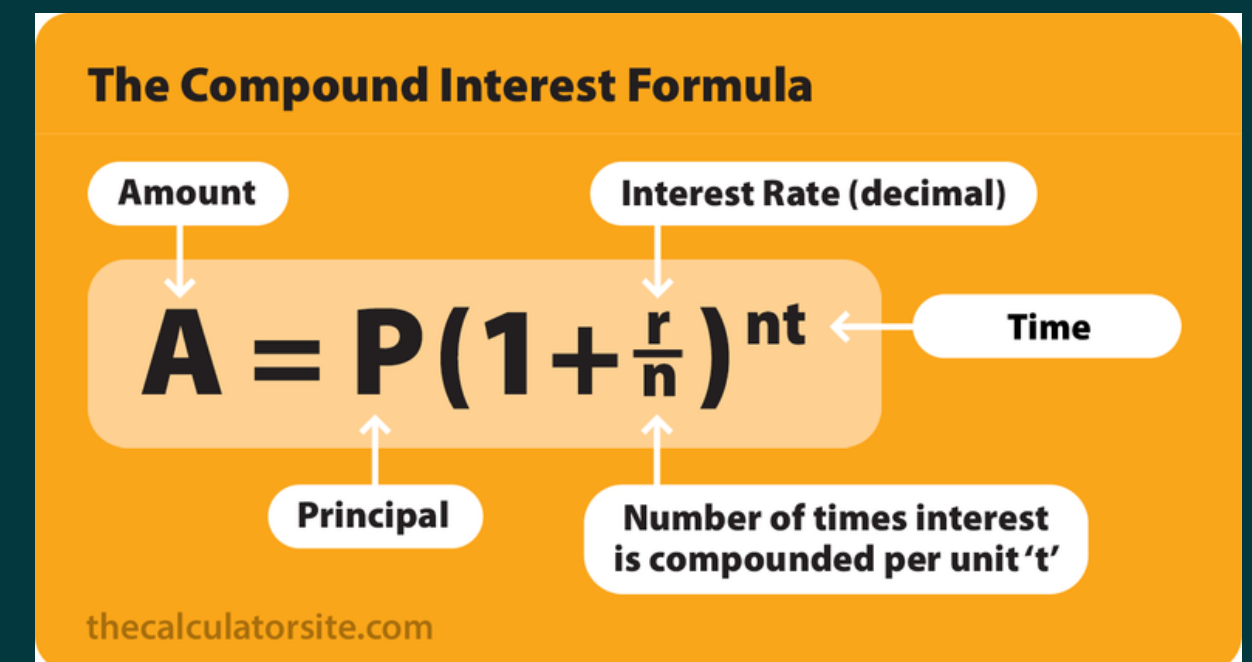 The Compound Interest Formula
Amount
Interest Rate (decimal)
A = P(1+r/n)^nt
Time
Principal
Number of times interest
is compounded per unit ‘t’
thecalculatorsite.com